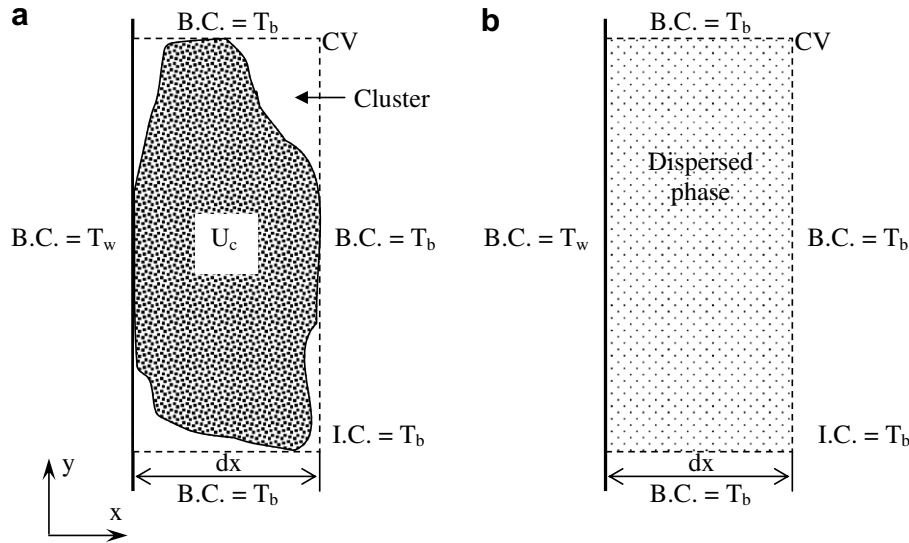 a
B.C. = T_b
CV
Cluster
B.C. = T_w
U_c
B.C. = T_b
I.C. = T_b
dx
B.C. = T_b
y
x
b
B.C. = T_b
CV
Dispersed
phase
B.C. = T_w
B.C. = T_b
I.C. = T_b
dx
B.C. = T_b